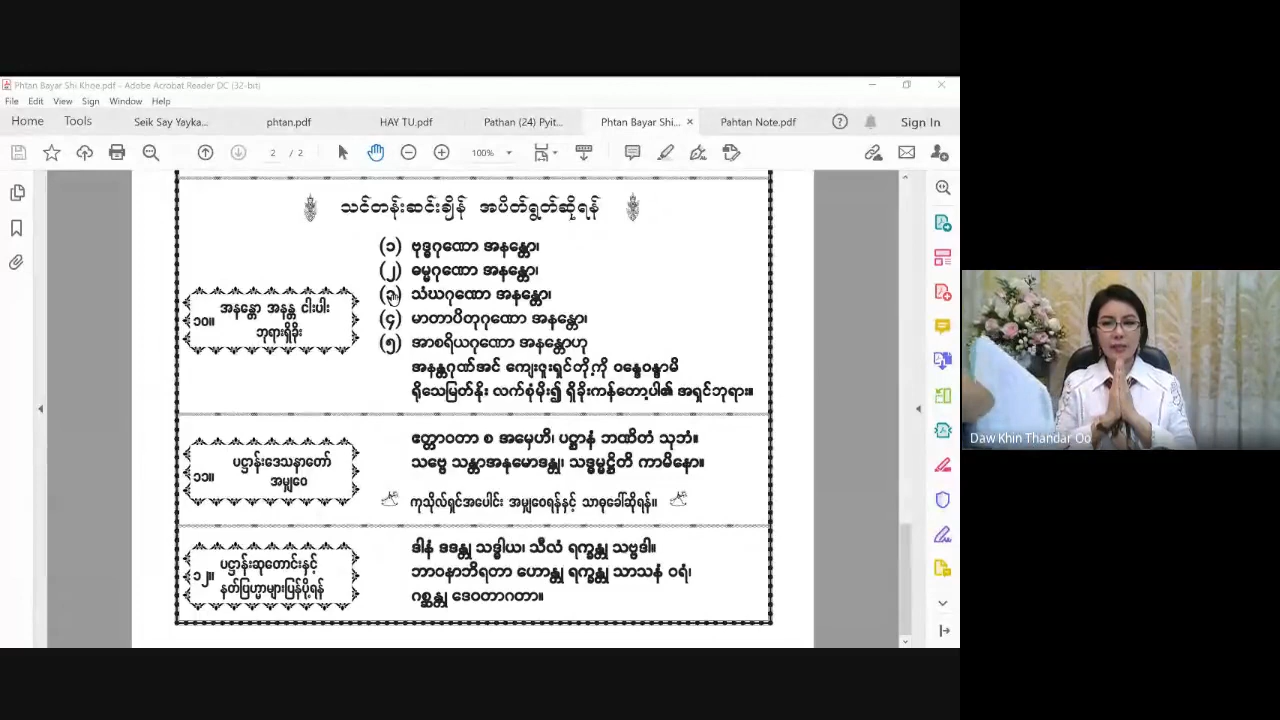 Phtan Bayar Shi Khoe.pdf - Adobe Acrobat Reader DC (32-bit)
File Edit View Sign Window Help
Home Tools Seik Say Yayka... phtan.pdf HAY TU.pdf Pathan (24) Pyit... Phtan Bayar Shi... × Pahtan Note.pdf Sign In
2 / 2 100%
သင်တန်းဆင်းချိန် အပိတ်ရွတ်ဆိုရန်
၁၀။ အနန္တော အနန္တ ငါးပါး
ဘုရားရှိခိုး
(၁) ဗုဒ္ဓဂုဏော အနန္တော၊
(၂) ဓမ္မဂုဏော အနန္တော၊
(၃) သံဃဂုဏော အနန္တော၊
(၄) မာတာပိတုဂုဏော အနန္တော၊
(၅) အာစရိယဂုဏော အနန္တောဟု
အနန္တဂုဏ်အင် ကျေးဇူးရှင်တို့ကို ဝန္ဒေဝန္ဒာမိ
ရိုသေမြတ်နိုး လက်စုံမိုး၍ ရှိခိုးကန်တော့ပါ၏ အရှင်ဘုရား။
၁၁။ ပဋ္ဌာန်းဒေသနာတော်
အမျှဝေ
ဧတ္တာဝတာ စ အမှေဟိ၊ ပဋ္ဌာနံ ဘဏိတံ သုဘံ။
သဗ္ဗေ သန္တာအနုမောဒန္တု၊ သဒ္ဓမ္မဋ္ဌိတိ ကာမိနော။
ကုသိုလ်ရှင်အပေါင်း အမျှဝေရန်နှင့် သာဓုခေါ်ဆိုရန်။
၁၂။ ပဋ္ဌာန်းဆုတောင်းနှင့်
နတ်ဗြဟ္မာများပြန်ပို့ရန်
ဒါနံ ဒဒန္တု သဒ္ဓါယ၊ သီလံ ရက္ခန္တု သဗ္ဗဒါ။
ဘာဝနာဘိရတာ ဟောန္တု ရက္ခန္တု သာသနံ ဝရံ၊
ဂစ္ဆန္တု ဒေဝတာဂတာ။
Daw Khin Thandar Oo